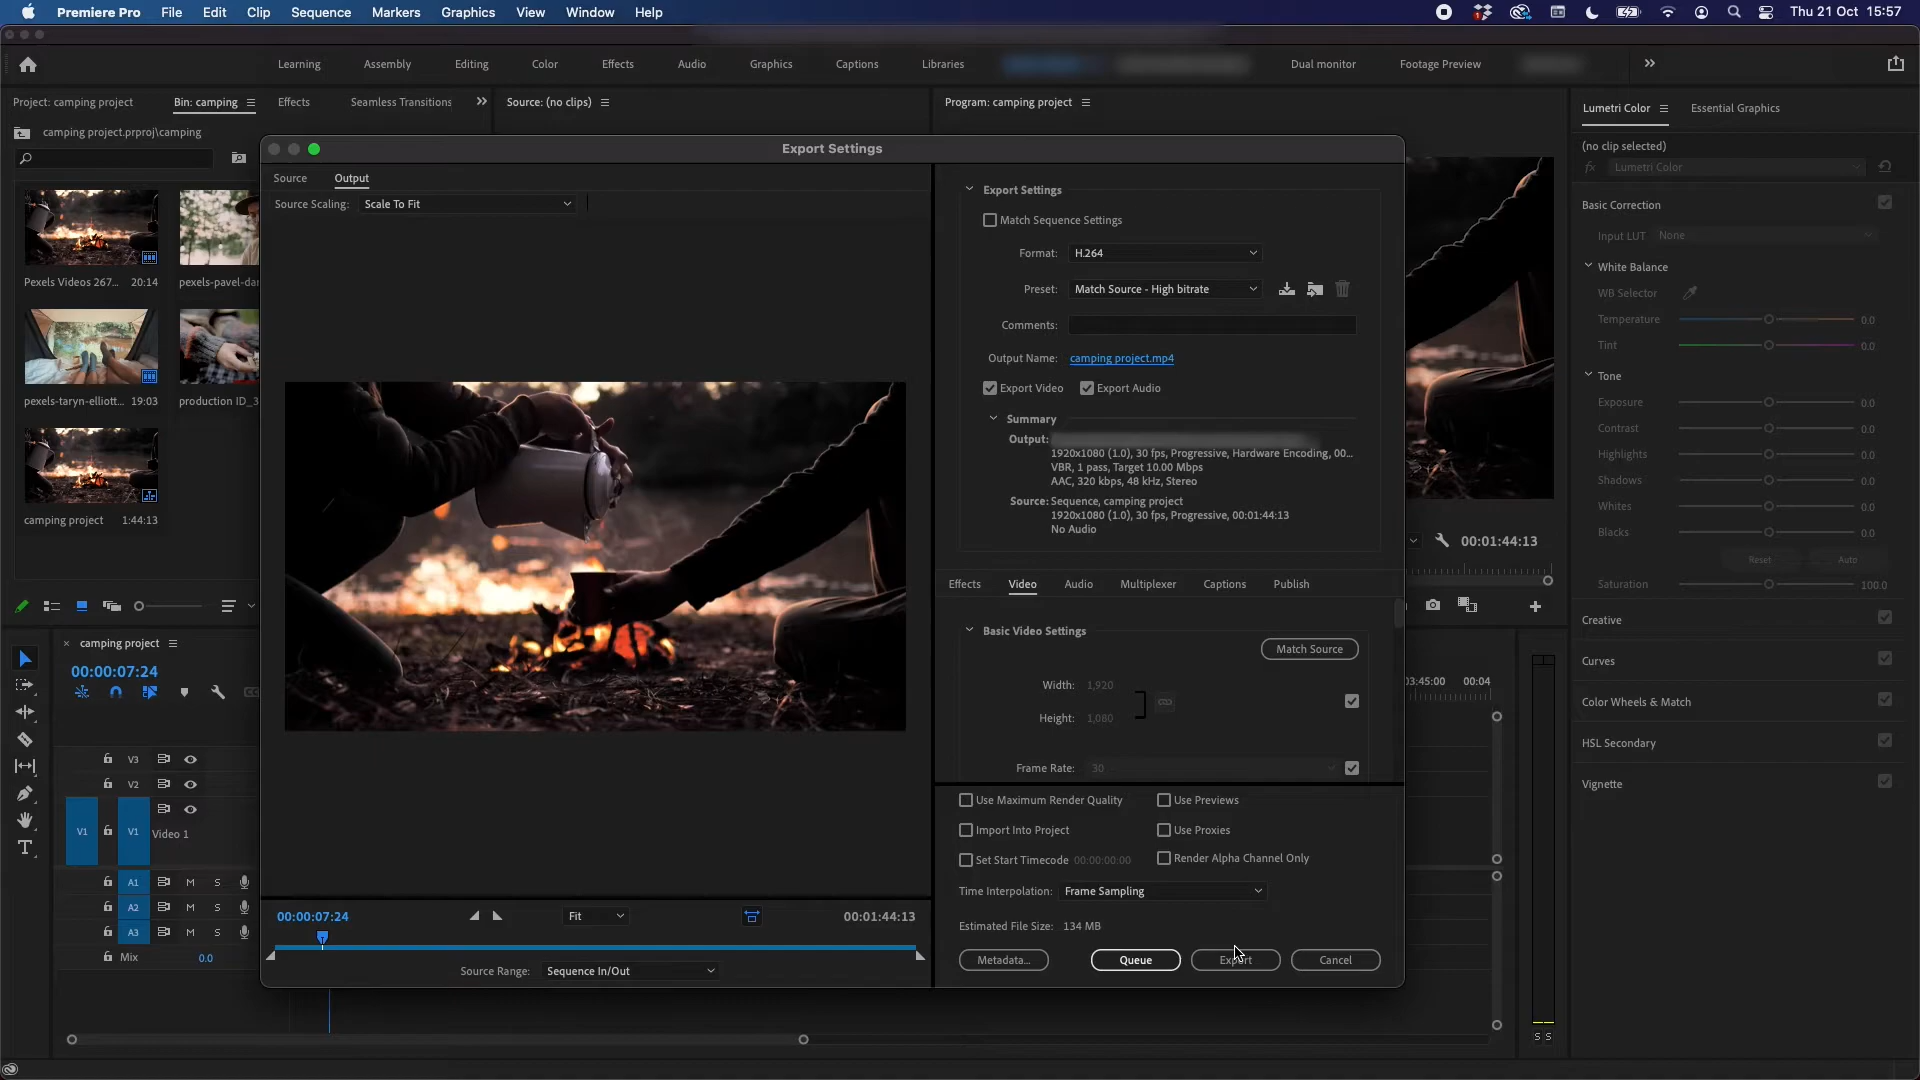 Premiere Pro File Edit Clip Sequence Markers Graphics View Window Help Thu 21 Oct 15:57
Learning Assembly Editing Color Effects Audio Graphics Captions Libraries Dual monitor Footage Preview
Project: camping project Bin: camping Effects Seamless Transitions Source: (no clips) Program: camping project Lumetri Color Essential Graphics
camping project.prproj\camping
Pexels Videos 267... 20:14 pexels-pavel-da
pexels-taryn-elliott... 19:03 production ID_3
camping project 1:44:13
Export Settings
Source Output
Source Scaling: Scale To Fit
00:00:07:24 Fit 00:01:44:13
Source Range: Sequence In/Out
Export Settings
Match Sequence Settings
Format: H.264
Preset: Match Source - High bitrate
Comments:
Output Name: camping project.mp4
Export Video Export Audio
Summary
Output:
1920x1080 (1.0), 30 fps, Progressive, Hardware Encoding, 00...
VBR, 1 pass, Target 10.00 Mbps
AAC, 320 kbps, 48 kHz, Stereo
Source: Sequence, camping project
1920x1080 (1.0), 30 fps, Progressive, 00:01:44:13
No Audio
Effects Video Audio Multiplexer Captions Publish
Basic Video Settings
Match Source
Width: 1,920
Height: 1,080
Frame Rate: 30
Use Maximum Render Quality Use Previews
Import Into Project Use Proxies
Set Start Timecode 00:00:00:00 Render Alpha Channel Only
Time Interpolation: Frame Sampling
Estimated File Size: 134 MB
Metadata... Queue Export Cancel
00:01:44:13
camping project
00:00:07:24
03:45:00 00:04
V3
V2
V1 V1 Video 1
A1 M S
A2 M S
A3 M S
Mix 0.0
S S
(no clip selected)
fx Lumetri Color
Basic Correction
Input LUT None
White Balance
WB Selector
Temperature 0.0
Tint 0.0
Tone
Exposure 0.0
Contrast 0.0
Highlights 0.0
Shadows 0.0
Whites 0.0
Blacks 0.0
Reset Auto
Saturation 100.0
Creative
Curves
Color Wheels & Match
HSL Secondary
Vignette